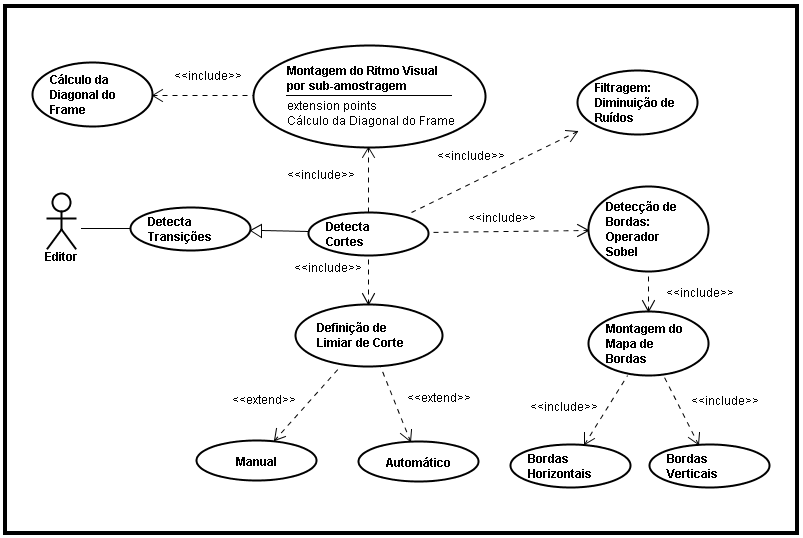 Cálculo da
Diagonal do
Frame
<<include>>
Montagem do Ritmo Visual
por sub-amostragem
extension points
Cálculo da Diagonal do Frame
Filtragem:
Diminuição de
Ruídos
<<include>>
<<include>>
Editor
Detecta
Transições
Detecta
Cortes
<<include>>
Detecção de
Bordas:
Operador
Sobel
<<include>>
<<include>>
Definição de
Limiar de Corte
Montagem do
Mapa de
Bordas
<<extend>>
<<extend>>
<<include>>
<<include>>
Manual
Automático
Bordas
Horizontais
Bordas
Verticais